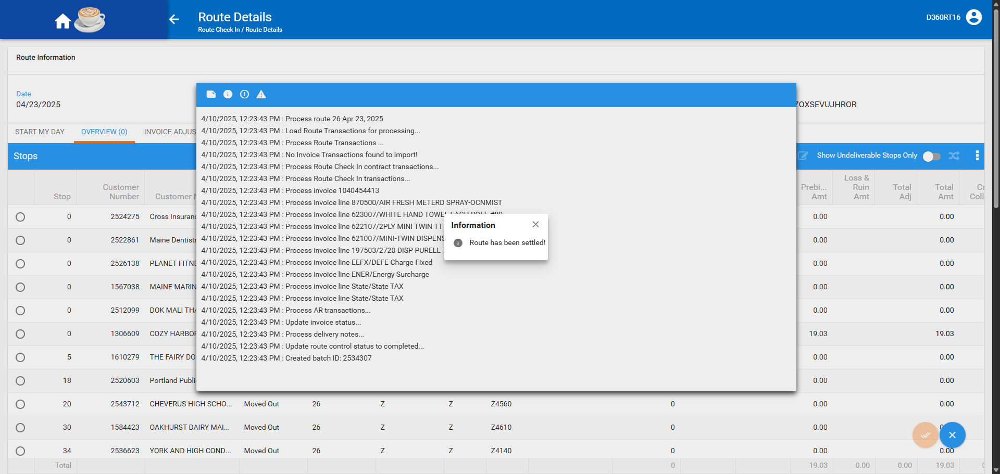 Route Details
Route Check In / Route Details
D360RT16
Route Information
Date
04/23/2025
ZOXSEVUJHROR
START MY DAY OVERVIEW (0) INVOICE ADJUS
Stops
Show Undeliverable Stops Only
4/10/2025, 12:23:43 PM : Process route 26 Apr 23, 2025
4/10/2025, 12:23:43 PM : Load Route Transactions for processing...
4/10/2025, 12:23:43 PM : Process Route Transactions ...
4/10/2025, 12:23:43 PM : No Invoice Transactions found to import!
4/10/2025, 12:23:43 PM : Process Route Check In contract transactions...
4/10/2025, 12:23:43 PM : Process Route Check In transactions...
4/10/2025, 12:23:43 PM : Process invoice 1040454413
4/10/2025, 12:23:43 PM : Process invoice line 870500/AIR FRESH METERD SPRAY-OCNMIST
4/10/2025, 12:23:43 PM : Process invoice line 623007/WHITE HAND TOWEL EACH ROLL #80
4/10/2025, 12:23:43 PM : Process invoice line 622107/2PLY MINI TWIN TT
4/10/2025, 12:23:43 PM : Process invoice line 621007/MINI-TWIN DISPENS
4/10/2025, 12:23:43 PM : Process invoice line 197503/2720 DISP PURELL
4/10/2025, 12:23:43 PM : Process invoice line EEFX/DEFE Charge Fixed
4/10/2025, 12:23:43 PM : Process invoice line ENER/Energy Surcharge
4/10/2025, 12:23:43 PM : Process invoice line State/State TAX
4/10/2025, 12:23:43 PM : Process invoice line State/State TAX
4/10/2025, 12:23:43 PM : Process AR transactions...
4/10/2025, 12:23:43 PM : Update invoice status...
4/10/2025, 12:23:43 PM : Process delivery notes...
4/10/2025, 12:23:43 PM : Update route control status to completed...
4/10/2025, 12:23:43 PM : Created batch ID: 2534307
Information
Route has been settled!
Stop Customer Number Customer N Prebi... Amt Loss & Ruin Amt Total Adj Total Amt Ca Coll
0 2524275 Cross Insuranc 0.00 0.00
0 2522861 Maine Dentistr 0.00 0.00
0 2526138 PLANET FITNE 0.00 0.00
0 1567038 MAINE MARIN 0.00 0.00
0 2512099 DOK MALI THA 0.00 0.00
0 1306609 COZY HARBOR 19.03 19.03
5 1610279 THE FAIRY DO 0.00 0.00
18 2520603 Portland Publi 0.00 0.00
20 2543712 CHEVERUS HIGH SCHO... Moved Out 26 Z Z Z4560 0 0.00 0.00
30 1584423 OAKHURST DAIRY MAI... Moved Out 26 Z Z Z4610 0 0.00
34 2536623 YORK AND HIGH COND... Moved Out 26 Z Z Z4140 0 0.00 0.00
Total 0 19.03 0.00 0.00 19.03